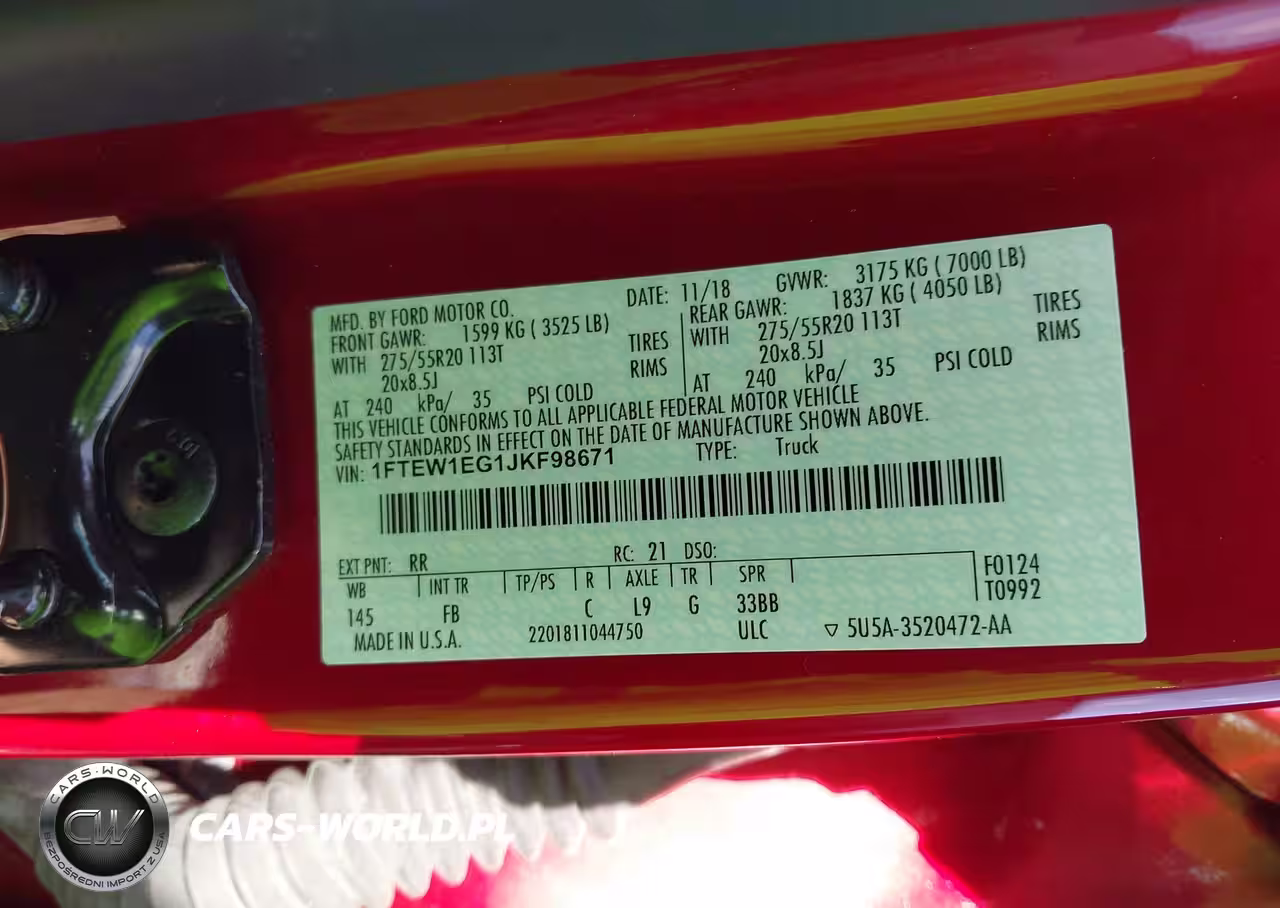 MFD. BY FORD MOTOR CO.
DATE: 11/18
GVWR: 3175 KG ( 7000 LB)
FRONT GAWR: 1599 KG ( 3525 LB)
WITH 275/55R20 113T TIRES
20x8.5J RIMS
AT 240 kPa/ 35 PSI COLD
REAR GAWR: 1837 KG ( 4050 LB)
WITH 275/55R20 113T TIRES
20x8.5J RIMS
AT 240 kPa/ 35 PSI COLD
THIS VEHICLE CONFORMS TO ALL APPLICABLE FEDERAL MOTOR VEHICLE
SAFETY STANDARDS IN EFFECT ON THE DATE OF MANUFACTURE SHOWN ABOVE.
VIN: 1FTEW1EG1JKF98671 TYPE: Truck
EXT PNT: RR RC: 21 DSO:
WB INT TR TP/PS R AXLE TR SPR F0124
145 FB C L9 G 33BB T0992
MADE IN U.S.A. 2201811044750 ULC ▽ 5U5A-3520472-AA
CARS-WORLD
CW
BEZPOŚREDNI IMPORT Z USA
CARS-WORLD.PL